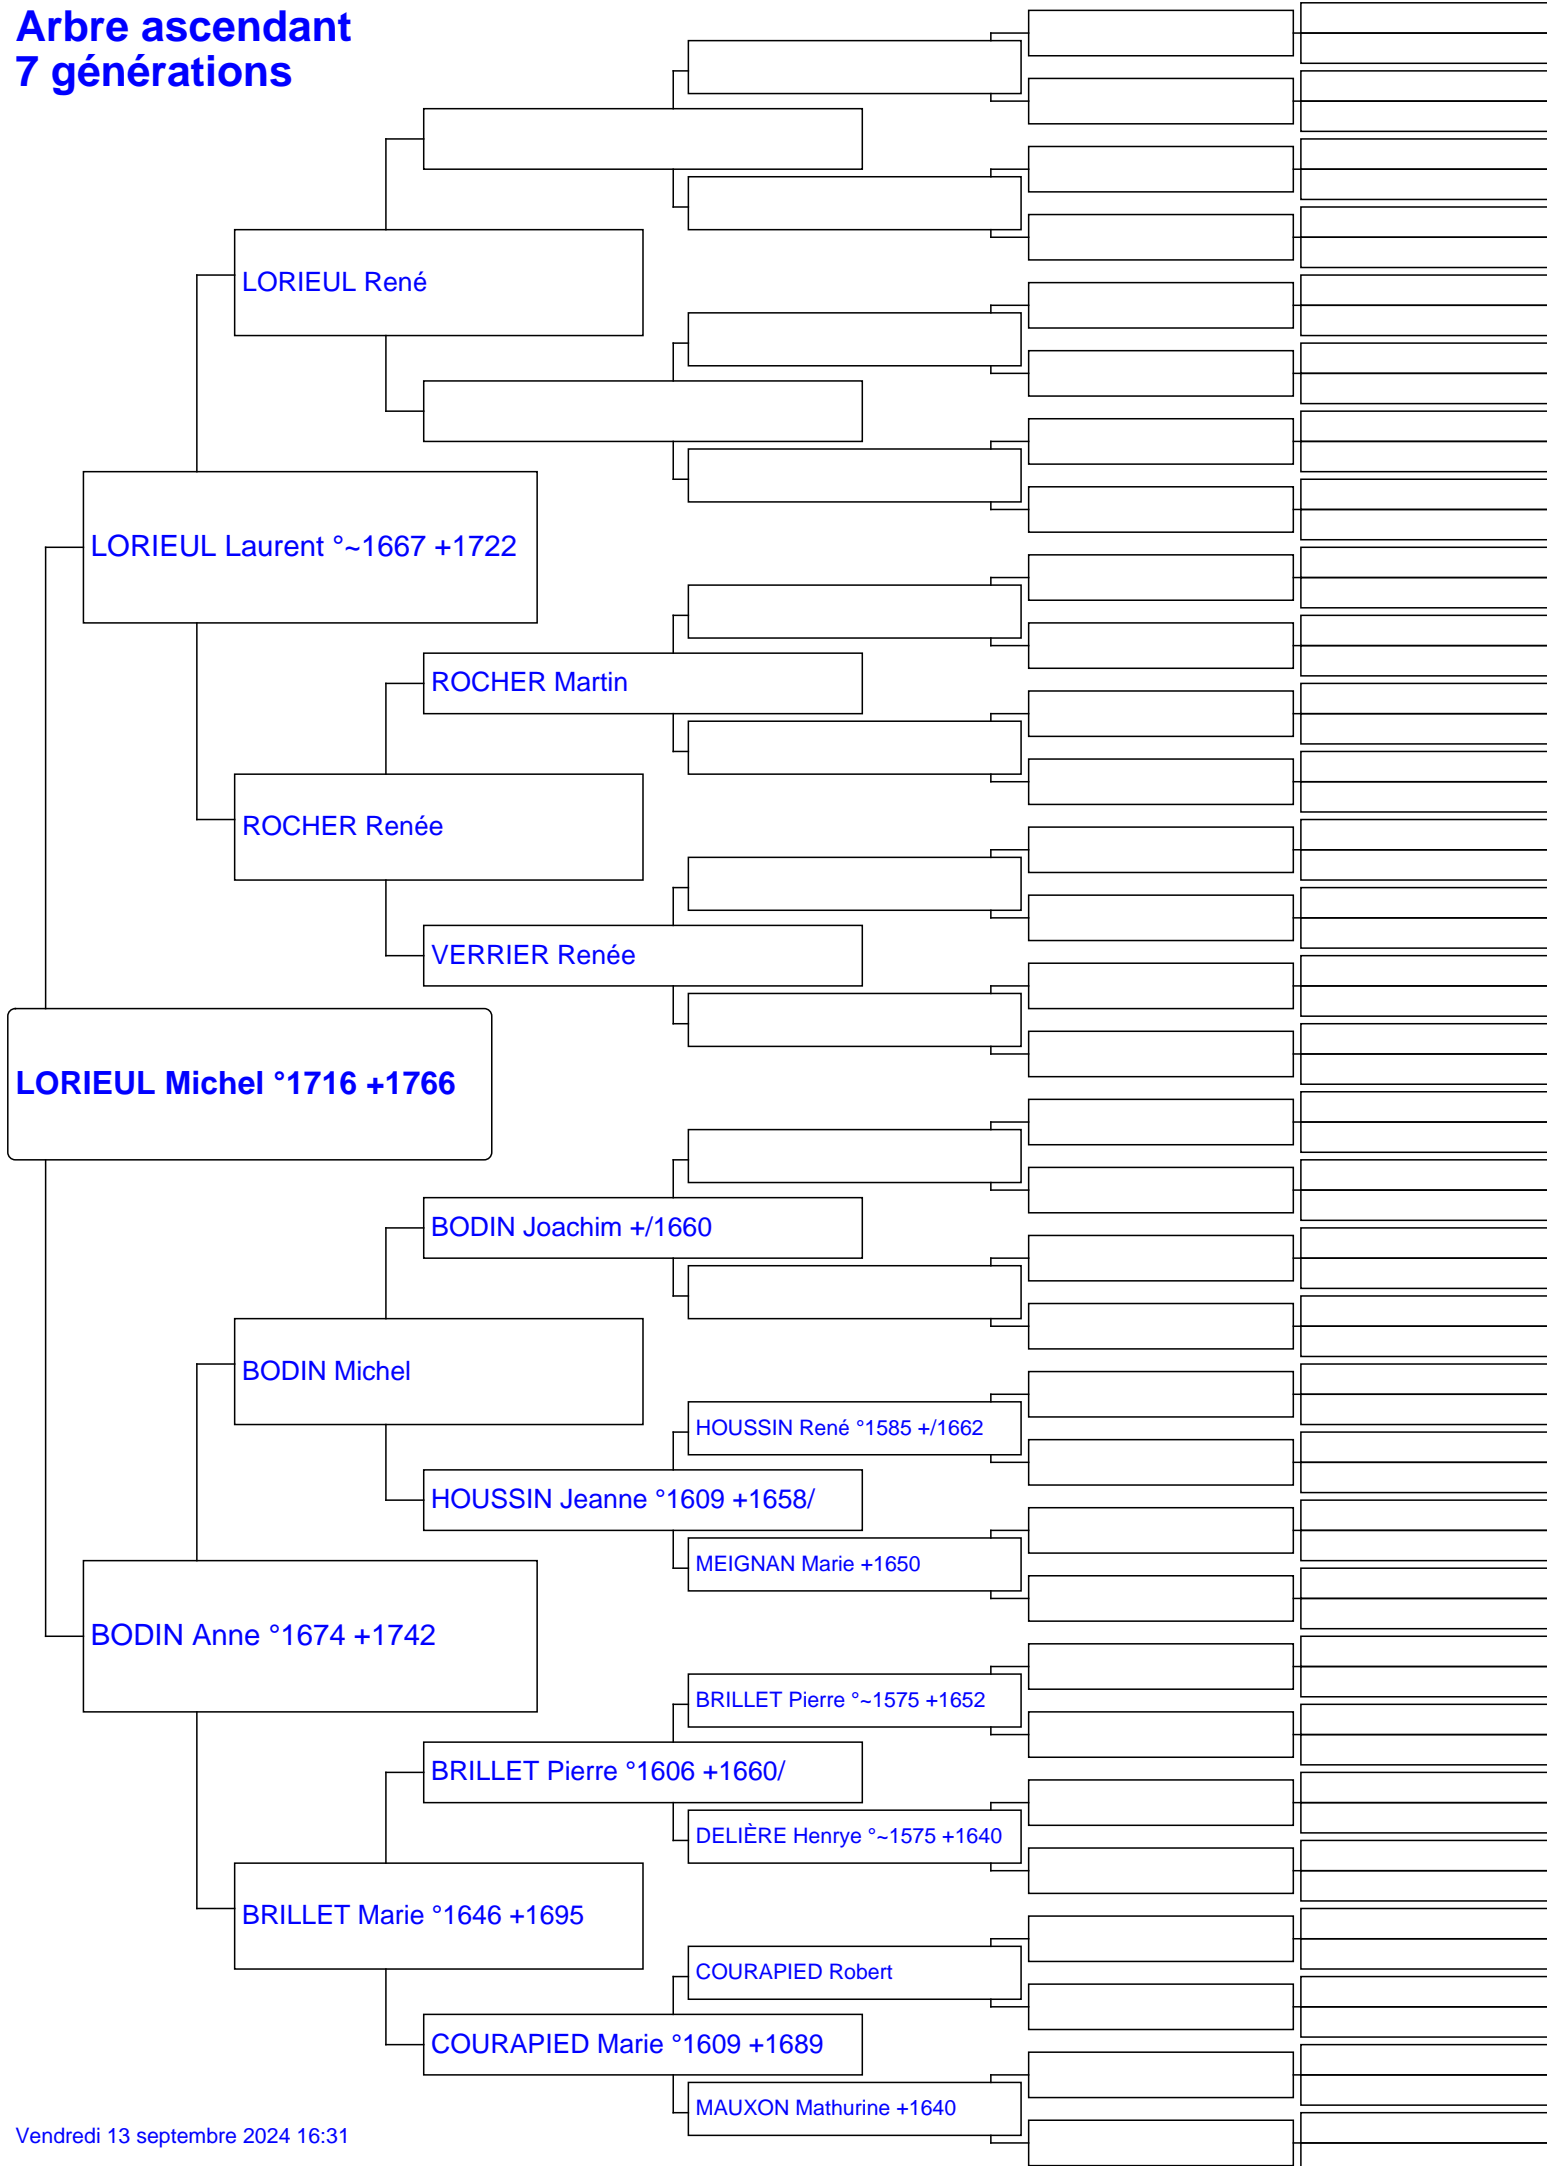 Arbre ascendant
7 générations
LORIEUL René
LORIEUL Laurent °~1667 +1722
ROCHER Martin
ROCHER Renée
VERRIER Renée
LORIEUL Michel °1716 +1766
BODIN Joachim +/1660
BODIN Michel
HOUSSIN René °1585 +/1662
HOUSSIN Jeanne °1609 +1658/
MEIGNAN Marie +1650
BODIN Anne °1674 +1742
BRILLET Pierre °~1575 +1652
BRILLET Pierre °1606 +1660/
DELIÈRE Henrye °~1575 +1640
BRILLET Marie °1646 +1695
COURAPIED Robert
COURAPIED Marie °1609 +1689
MAUXON Mathurine +1640
Vendredi 13 septembre 2024 16:31